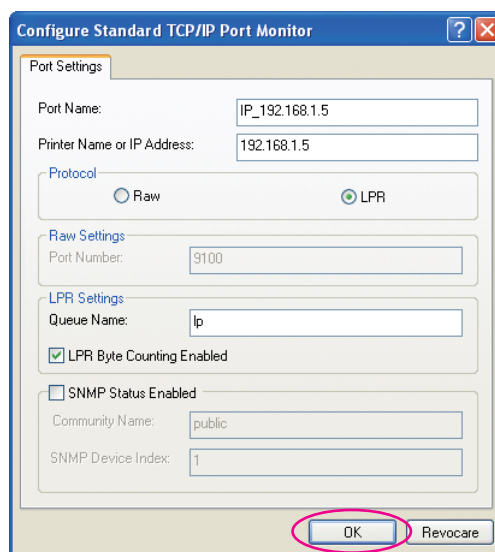 Configure Standard TCP/IP Port Monitor
Port Settings
Port Name: IP_192.168.1.5
Printer Name or IP Address: 192.168.1.5
Protocol
Raw LPR
Raw Settings
Port Number: 9100
LPR Settings
Queue Name: lp
LPR Byte Counting Enabled
SNMP Status Enabled
Community Name: public
SNMP Device Index: 1
OK Revocare